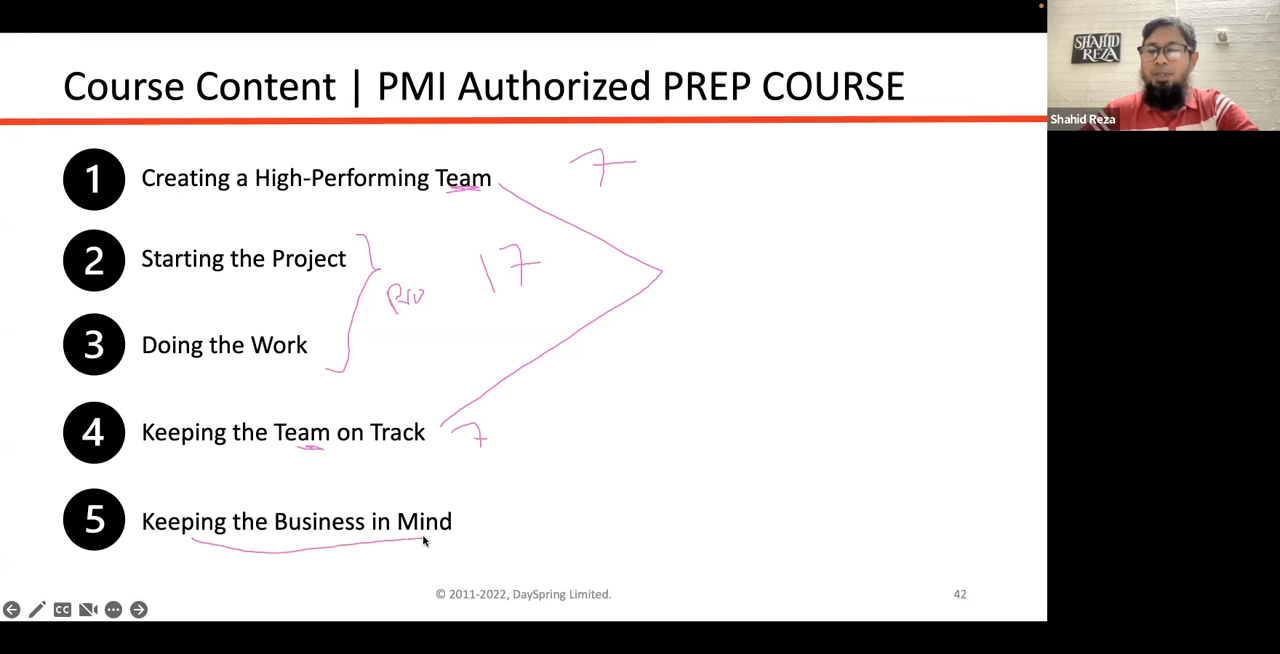 Course Content | PMI Authorized PREP COURSE
SHAHID
REZA
Shahid Reza
1 Creating a High-Performing Team
7
2 Starting the Project
17
Pro
3 Doing the Work
4 Keeping the Team on Track
7
5 Keeping the Business in Mind
© 2011-2022, DaySpring Limited.
42
CC